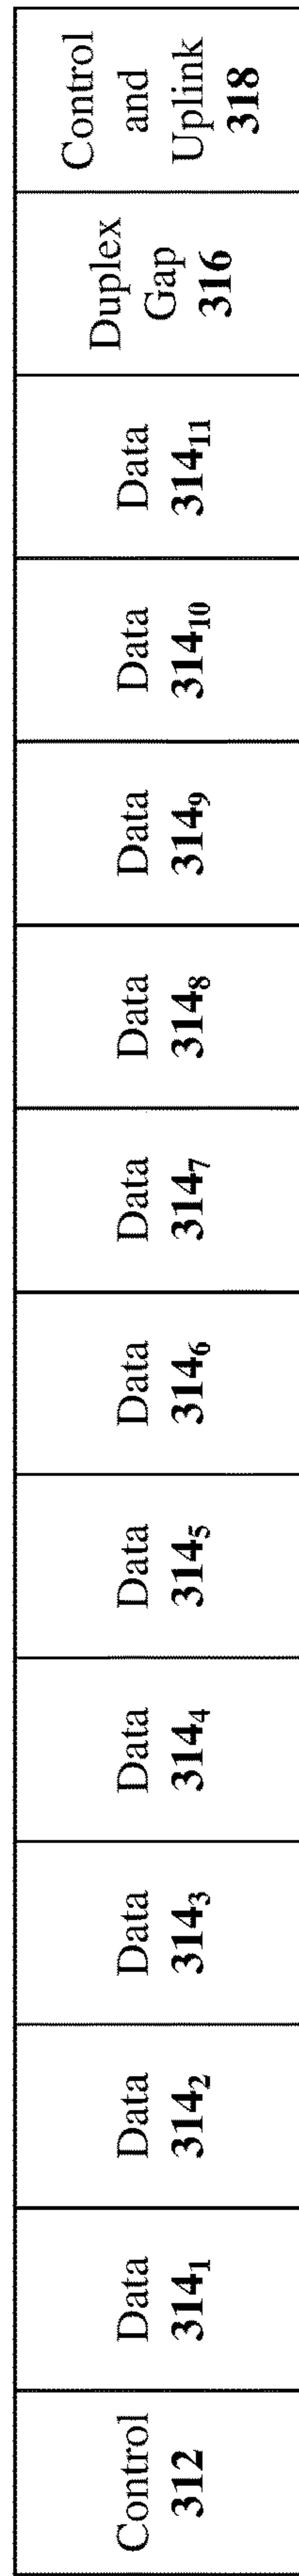 Control
312
Data
314₁
Data
314₂
Data
314₃
Data
314₄
Data
314₅
Data
314₆
Data
314₇
Data
314₈
Data
314₉
Data
314₁₀
Data
314₁₁
Duplex
Gap
316
Control
and
Uplink
318